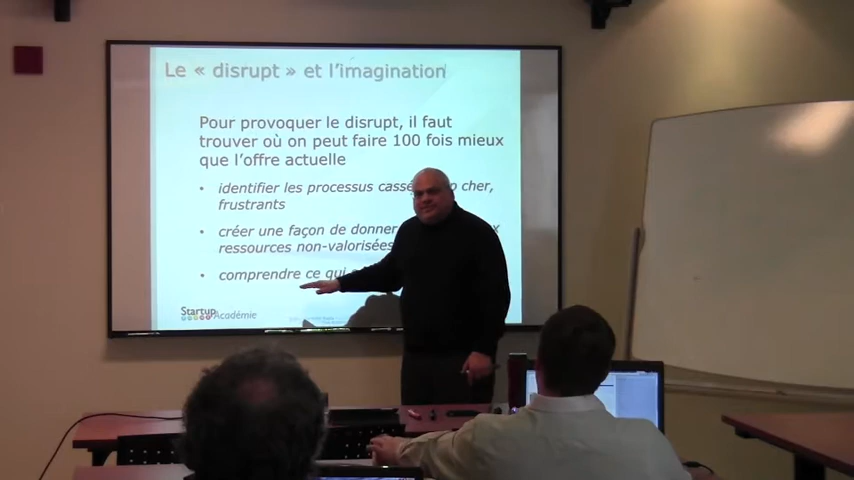 Le « disrupt » et l'imagination
Pour provoquer le disrupt, il faut
trouver où on peut faire 100 fois mieux
que l'offre actuelle
• identifier les processus cher,
frustrants
• créer une façon de donner
ressources non-valorisées
• comprendre ce qui
Startup Académie